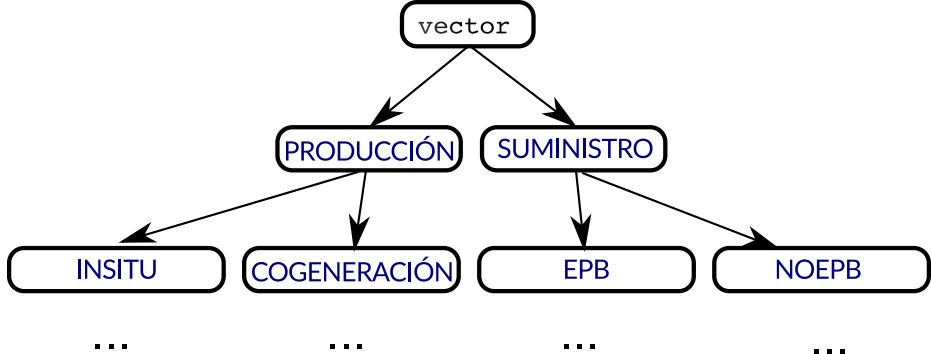 vector
PRODUCCIÓN
SUMINISTRO
INSITU
COGENERACIÓN
EPB
NOEPB
...
...
...
...